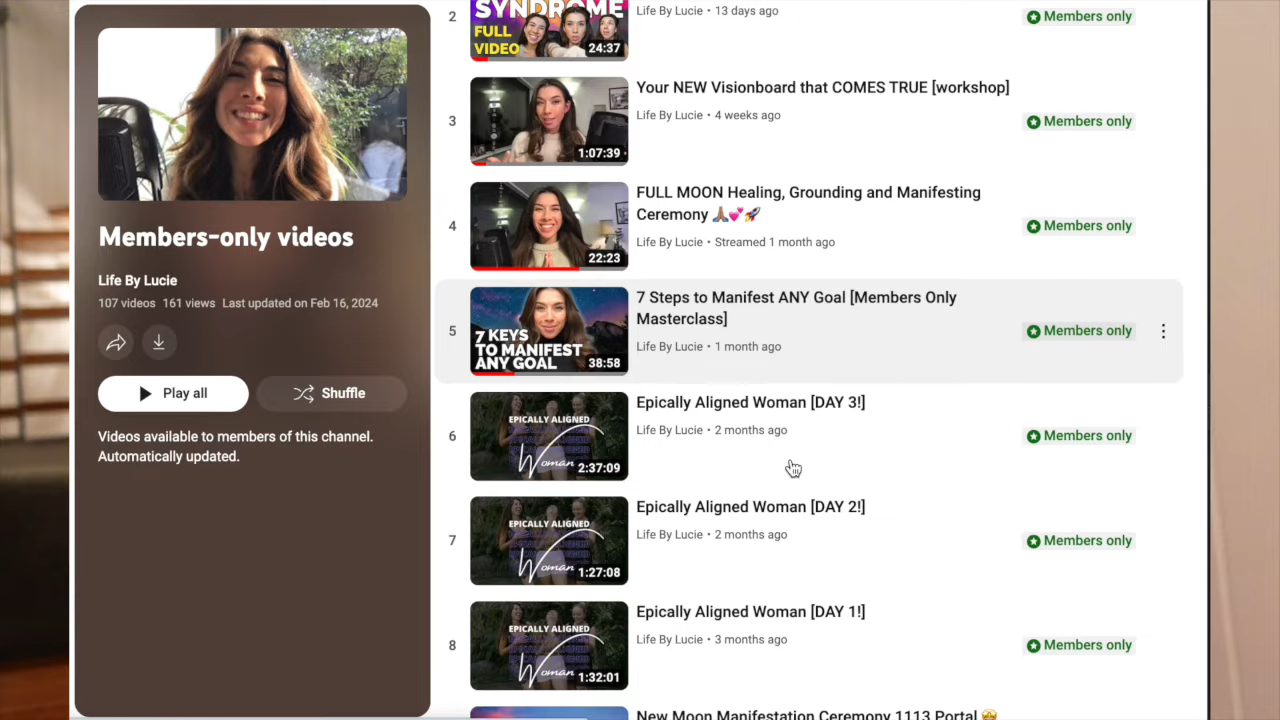 Members-only videos
Life By Lucie
107 videos 161 views Last updated on Feb 16, 2024
Play all
Shuffle
Videos available to members of this channel.
Automatically updated.
2
SYNDROME
FULL
VIDEO
24:37
Life By Lucie • 13 days ago
Members only
3
1:07:39
Your NEW Visionboard that COMES TRUE [workshop]
Life By Lucie • 4 weeks ago
Members only
4
22:23
FULL MOON Healing, Grounding and Manifesting
Ceremony 🙏🏽💕🚀
Life By Lucie • Streamed 1 month ago
Members only
5
7 KEYS
TO MANIFEST
ANY GOAL
38:58
7 Steps to Manifest ANY Goal [Members Only
Masterclass]
Life By Lucie • 1 month ago
Members only
6
EPICALLY ALIGNED
Woman
2:37:09
Epically Aligned Woman [DAY 3!]
Life By Lucie • 2 months ago
Members only
7
EPICALLY ALIGNED
Woman
1:27:08
Epically Aligned Woman [DAY 2!]
Life By Lucie • 2 months ago
Members only
8
EPICALLY ALIGNED
Woman
1:32:01
Epically Aligned Woman [DAY 1!]
Life By Lucie • 3 months ago
Members only
New Moon Manifestation Ceremony 1113 Portal 🤩